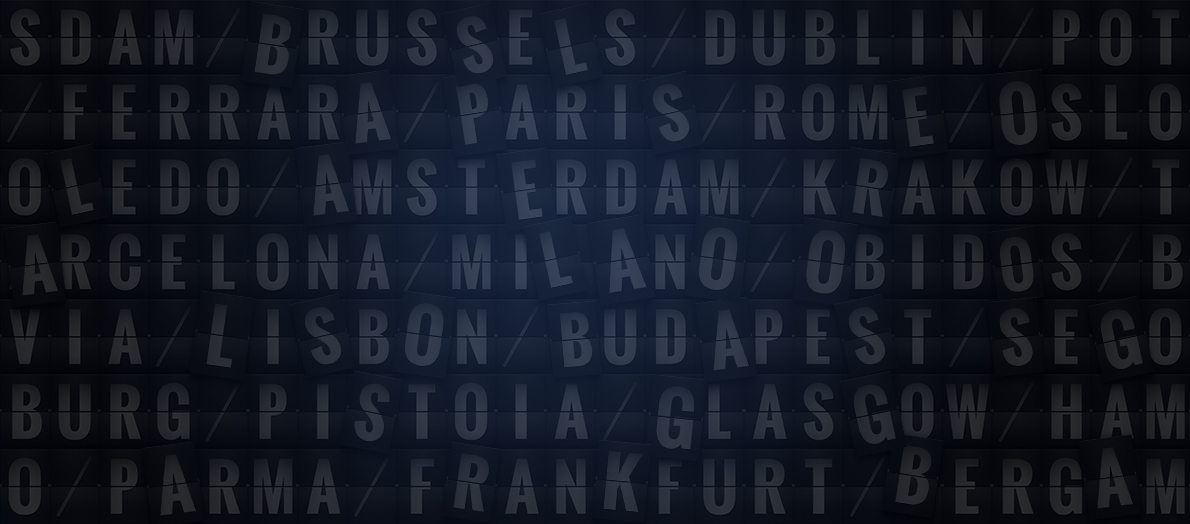 SDAM/BRUSSELS/DUBLIN/POT
/FERRARA/PARIS/ROME/OSLO
OLEDO/AMSTERDAM/KRAKOW/T
ARCELONA/MILANO/OBIDOS/B
VIA/LISBON/BUDAPEST/SEGO
BURG/PISTOIA/GLASGOW/HAM
O/PARMA/FRANKFURT/BERGAM